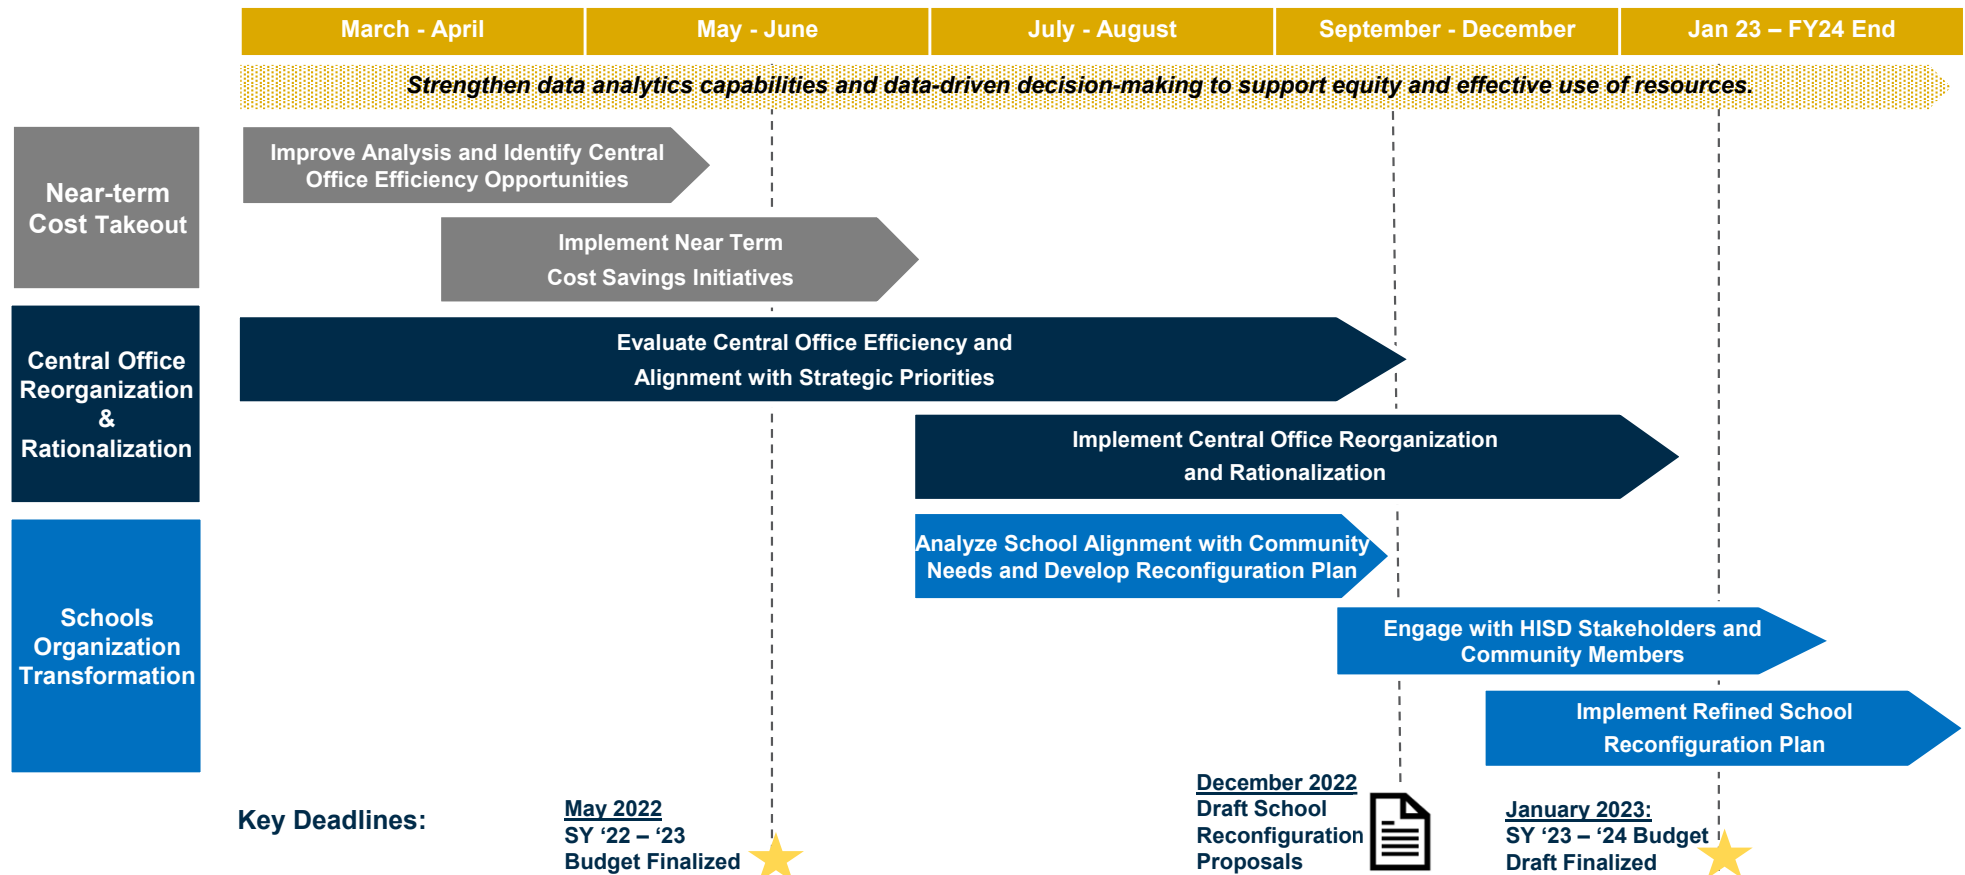 March - April
May - June
July - August
September - December
Jan 23 – FY24 End
Strengthen data analytics capabilities and data-driven decision-making to support equity and effective use of resources.
Near-term
Cost Takeout
Improve Analysis and Identify Central
Office Efficiency Opportunities
Implement Near Term
Cost Savings Initiatives
Central Office
Reorganization
&
Rationalization
Evaluate Central Office Efficiency and
Alignment with Strategic Priorities
Implement Central Office Reorganization
and Rationalization
Schools
Organization
Transformation
Analyze School Alignment with Community
Needs and Develop Reconfiguration Plan
Engage with HISD Stakeholders and
Community Members
Implement Refined School
Reconfiguration Plan
Key Deadlines:
May 2022
SY ‘22 – ‘23
Budget Finalized
December 2022
Draft School
Reconfiguration
Proposals
January 2023:
SY ‘23 – ‘24 Budget
Draft Finalized